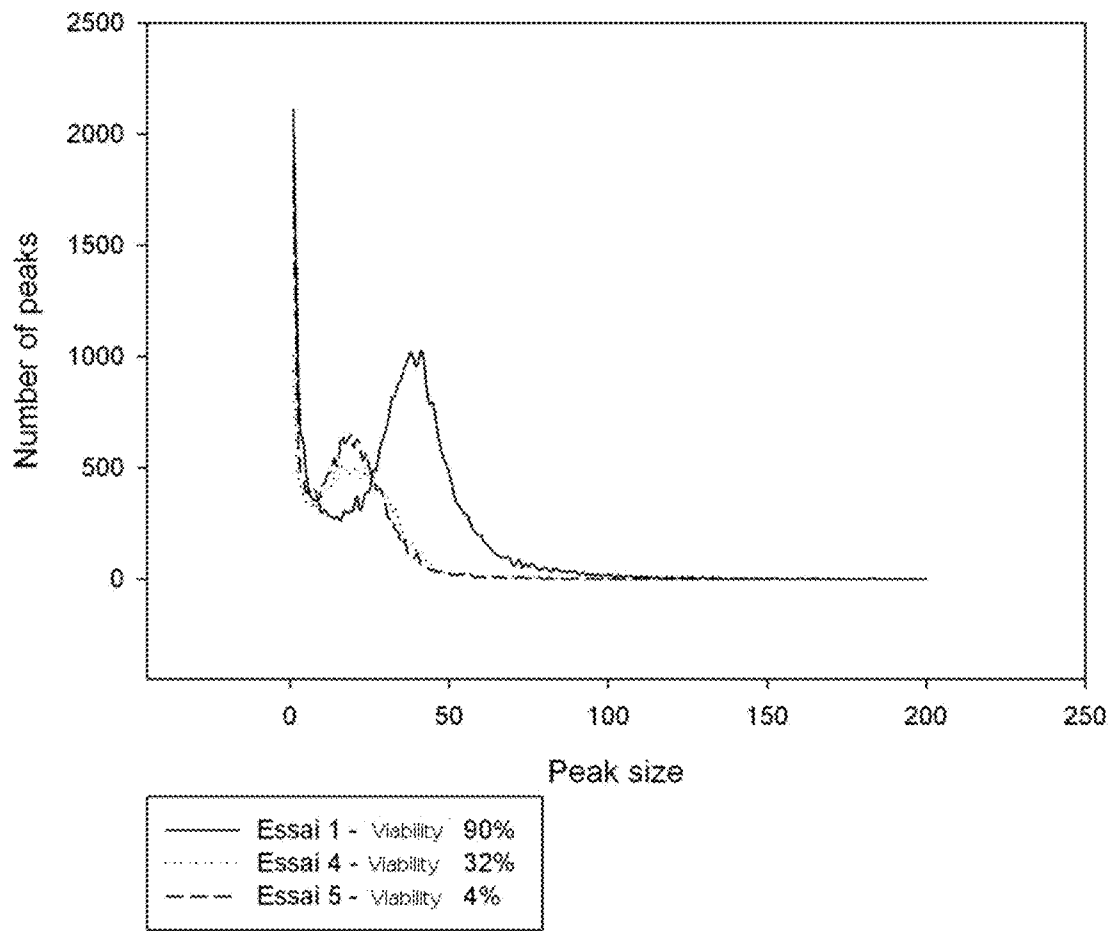 2500
2000
1500
1000
500
0
Number of peaks
0 50 100 150 200 250
Peak size
Essai 1 - Viability 90%
Essai 4 - Viability 32%
Essai 5 - Viability 4%